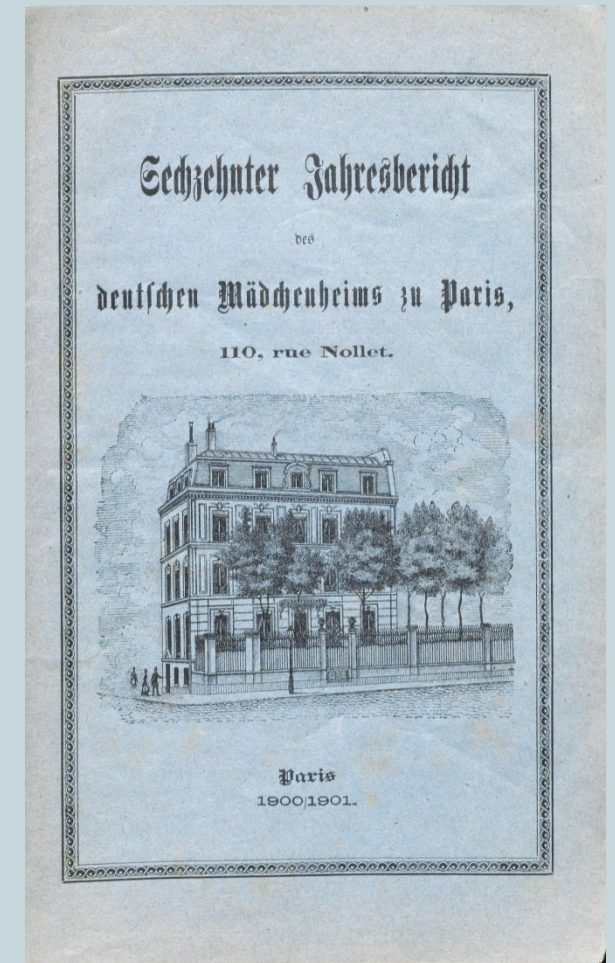 Sechzehnter Jahresbericht
des
deutschen Mädchenheims zu Paris,
110, rue Nollet.
Paris
1900/1901.